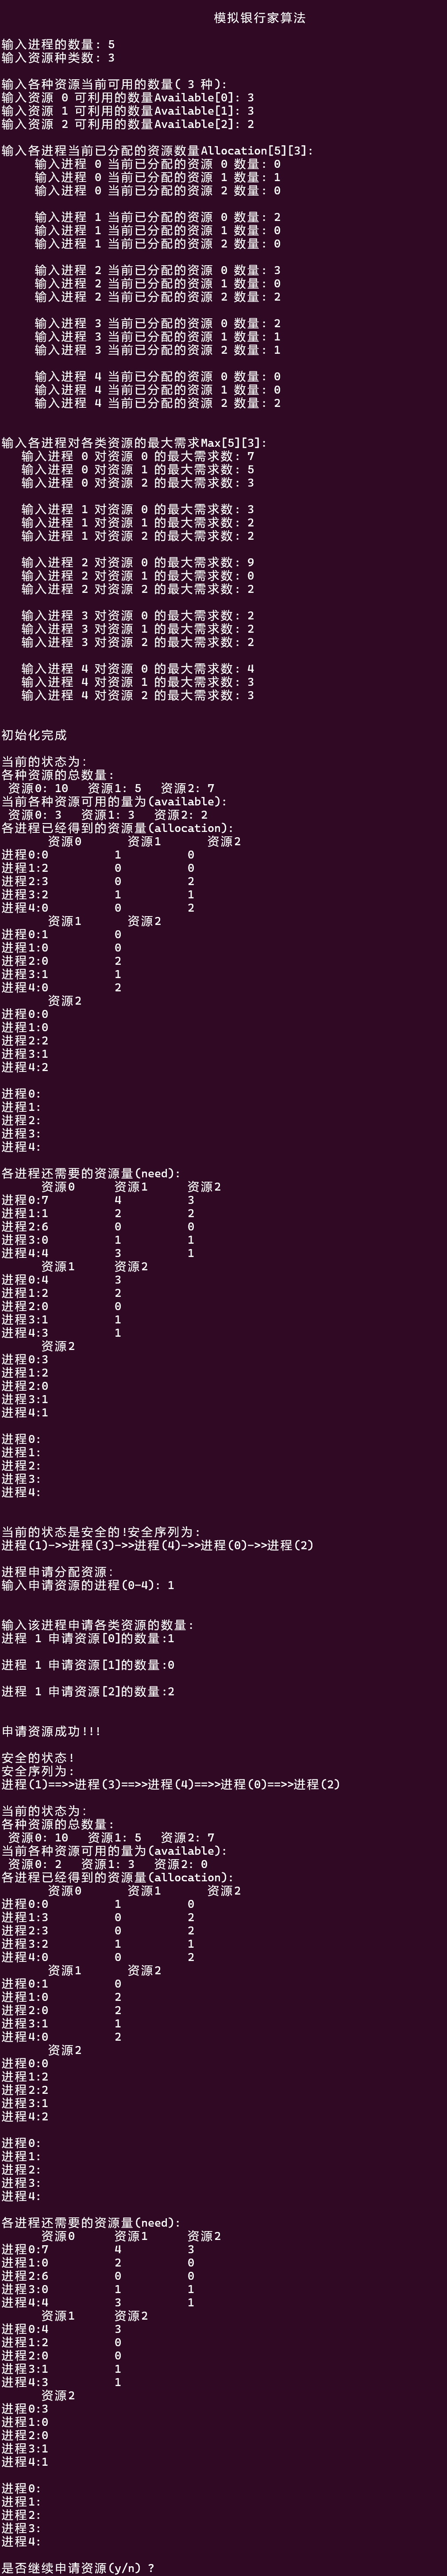 模拟银行家算法
输入进程的数量: 5
输入资源种类数: 3
输入各种资源当前可用的数量( 3 种):
输入资源 0 可利用的数量Available[0]: 3
输入资源 1 可利用的数量Available[1]: 3
输入资源 2 可利用的数量Available[2]: 2
输入各进程当前已分配的资源数量Allocation[5][3]:
输入进程 0 当前已分配的资源 0 数量: 0
输入进程 0 当前已分配的资源 1 数量: 1
输入进程 0 当前已分配的资源 2 数量: 0
输入进程 1 当前已分配的资源 0 数量: 2
输入进程 1 当前已分配的资源 1 数量: 0
输入进程 1 当前已分配的资源 2 数量: 0
输入进程 2 当前已分配的资源 0 数量: 3
输入进程 2 当前已分配的资源 1 数量: 0
输入进程 2 当前已分配的资源 2 数量: 2
输入进程 3 当前已分配的资源 0 数量: 2
输入进程 3 当前已分配的资源 1 数量: 1
输入进程 3 当前已分配的资源 2 数量: 1
输入进程 4 当前已分配的资源 0 数量: 0
输入进程 4 当前已分配的资源 1 数量: 0
输入进程 4 当前已分配的资源 2 数量: 2
输入各进程对各类资源的最大需求Max[5][3]:
输入进程 0 对资源 0 的最大需求数: 7
输入进程 0 对资源 1 的最大需求数: 5
输入进程 0 对资源 2 的最大需求数: 3
输入进程 1 对资源 0 的最大需求数: 3
输入进程 1 对资源 1 的最大需求数: 2
输入进程 1 对资源 2 的最大需求数: 2
输入进程 2 对资源 0 的最大需求数: 9
输入进程 2 对资源 1 的最大需求数: 0
输入进程 2 对资源 2 的最大需求数: 2
输入进程 3 对资源 0 的最大需求数: 2
输入进程 3 对资源 1 的最大需求数: 2
输入进程 3 对资源 2 的最大需求数: 2
输入进程 4 对资源 0 的最大需求数: 4
输入进程 4 对资源 1 的最大需求数: 3
输入进程 4 对资源 2 的最大需求数: 3
初始化完成
当前的状态为:
各种资源的总数量:
资源0: 10 资源1: 5 资源2: 7
当前各种资源可用的量为(available):
资源0: 3 资源1: 3 资源2: 2
各进程已经得到的资源量(allocation):
资源0 资源1 资源2
进程0:0 1 0
进程1:2 0 0
进程2:3 0 2
进程3:2 1 1
进程4:0 0 2
资源1 资源2
进程0:1 0
进程1:0 0
进程2:0 2
进程3:1 1
进程4:0 2
资源2
进程0:0
进程1:0
进程2:2
进程3:1
进程4:2
进程0:
进程1:
进程2:
进程3:
进程4:
各进程还需要的资源量(need):
资源0 资源1 资源2
进程0:7 4 3
进程1:1 2 2
进程2:6 0 0
进程3:0 1 1
进程4:4 3 1
资源1 资源2
进程0:4 3
进程1:2 2
进程2:0 0
进程3:1 1
进程4:3 1
资源2
进程0:3
进程1:2
进程2:0
进程3:1
进程4:1
进程0:
进程1:
进程2:
进程3:
进程4:
当前的状态是安全的!安全序列为:
进程(1)->>进程(3)->>进程(4)->>进程(0)->>进程(2)
进程申请分配资源:
输入申请资源的进程(0-4): 1
输入该进程申请各类资源的数量:
进程 1 申请资源[0]的数量:1
进程 1 申请资源[1]的数量:0
进程 1 申请资源[2]的数量:2
申请资源成功!!!
安全的状态!
安全序列为:
进程(1)==>>进程(3)==>>进程(4)==>>进程(0)==>>进程(2)
当前的状态为:
各种资源的总数量:
资源0: 10 资源1: 5 资源2: 7
当前各种资源可用的量为(available):
资源0: 2 资源1: 3 资源2: 0
各进程已经得到的资源量(allocation):
资源0 资源1 资源2
进程0:0 1 0
进程1:3 0 2
进程2:3 0 2
进程3:2 1 1
进程4:0 0 2
资源1 资源2
进程0:1 0
进程1:0 2
进程2:0 2
进程3:1 1
进程4:0 2
资源2
进程0:0
进程1:2
进程2:2
进程3:1
进程4:2
进程0:
进程1:
进程2:
进程3:
进程4:
各进程还需要的资源量(need):
资源0 资源1 资源2
进程0:7 4 3
进程1:0 2 0
进程2:6 0 0
进程3:0 1 1
进程4:4 3 1
资源1 资源2
进程0:4 3
进程1:2 0
进程2:0 0
进程3:1 1
进程4:3 1
资源2
进程0:3
进程1:0
进程2:0
进程3:1
进程4:1
进程0:
进程1:
进程2:
进程3:
进程4:
是否继续申请资源(y/n) ?